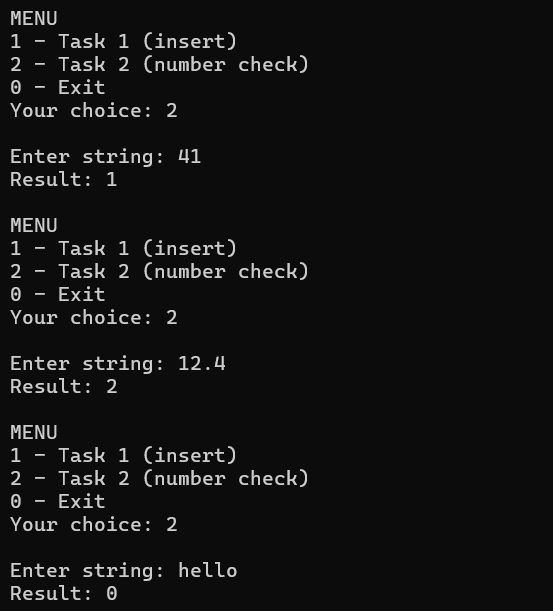 MENU
1 - Task 1 (insert)
2 - Task 2 (number check)
0 - Exit
Your choice: 2
Enter string: 41
Result: 1
MENU
1 - Task 1 (insert)
2 - Task 2 (number check)
0 - Exit
Your choice: 2
Enter string: 12.4
Result: 2
MENU
1 - Task 1 (insert)
2 - Task 2 (number check)
0 - Exit
Your choice: 2
Enter string: hello
Result: 0